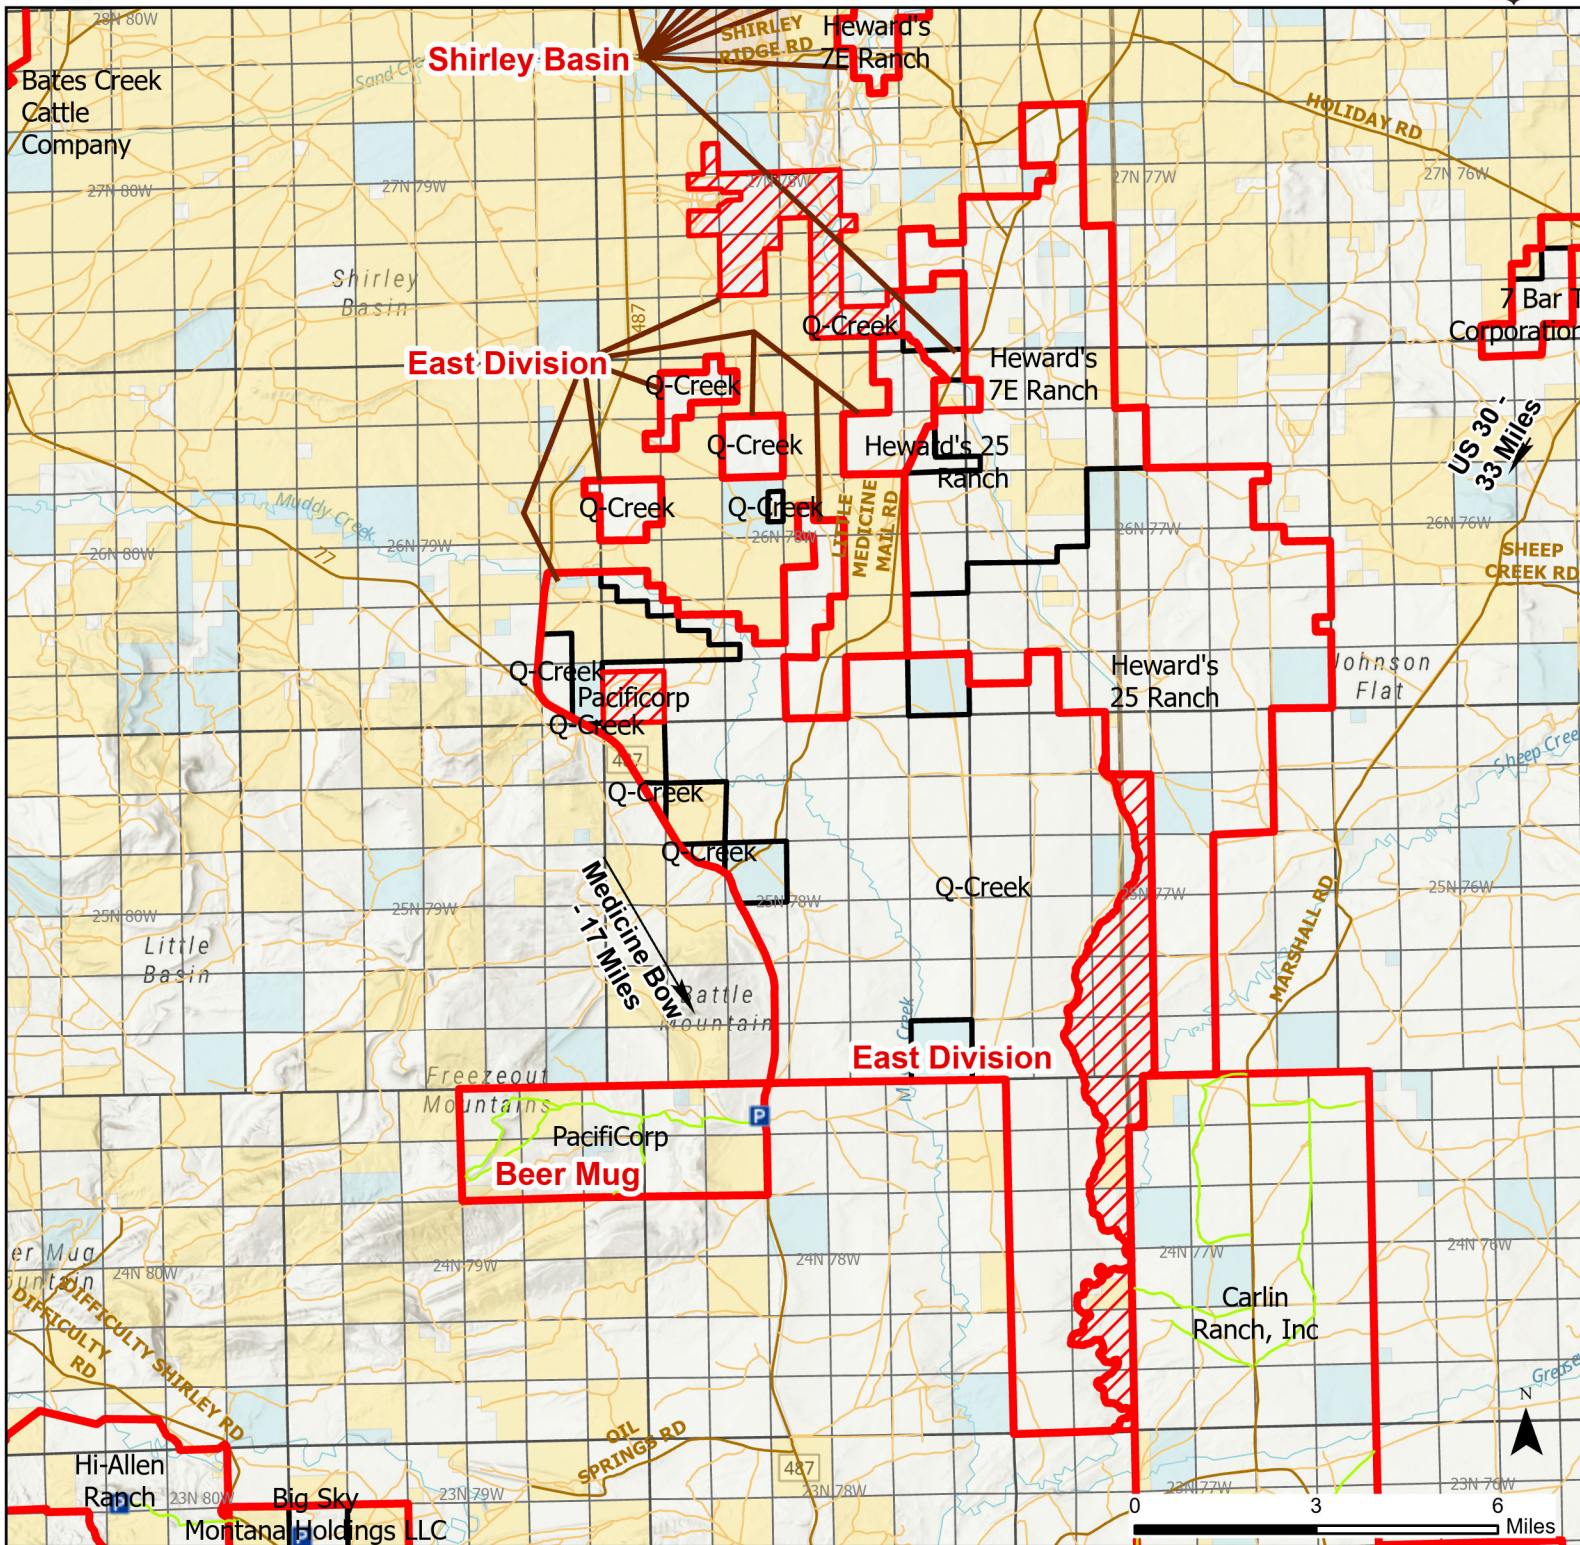 28N 80W
SHIRLEY
RIDGE RD
Heward's
7E Ranch
Shirley Basin
Bates Creek
Cattle
Company
HOLIDAY RD
27N 80W
27N 79W
27N 78W
27N 77W
27N 76W
Shirley
Basin
487
7 Bar
Corporation
Q-Creek
East Division
Heward's
7E Ranch
Q-Creek
Q-Creek
Heward's 25
Ranch
US 30 -
33 Miles
Muddy Creek
Q-Creek
Q-Creek
LITTLE
MEDICINE
MAIL RD
26N 80W
77
26N 79W
26N 78W
26N 77W
26N 76W
SHEEP
CREEK RD
Q-Creek
Pacificorp
Q-Creek
Heward's
25 Ranch
Johnson
Flat
487
Q-Creek
Q-Creek
Medicine Bow
- 17 Miles
Q-Creek
25N 80W
25N 79W
25N 78W
25N 77W
25N 76W
MARSHALL RD
Little
Basin
Battle
Mountain
East Division
Freezeout
Mountains
P
PacifiCorp
Beer Mug
24N 80W
24N 79W
24N 78W
24N 77W
24N 76W
DIFFICULTY SHIRLEY RD
DIFFICULTY
RD
Carlin
Ranch, Inc
N
OIL
SPRINGS RD
487
Hi-Allen
Ranch
P
23N 80W
23N 79W
23N 78W
23N 77W
23N 76W
Big Sky
Montana Holdings LLC
P
0 3 6
Miles